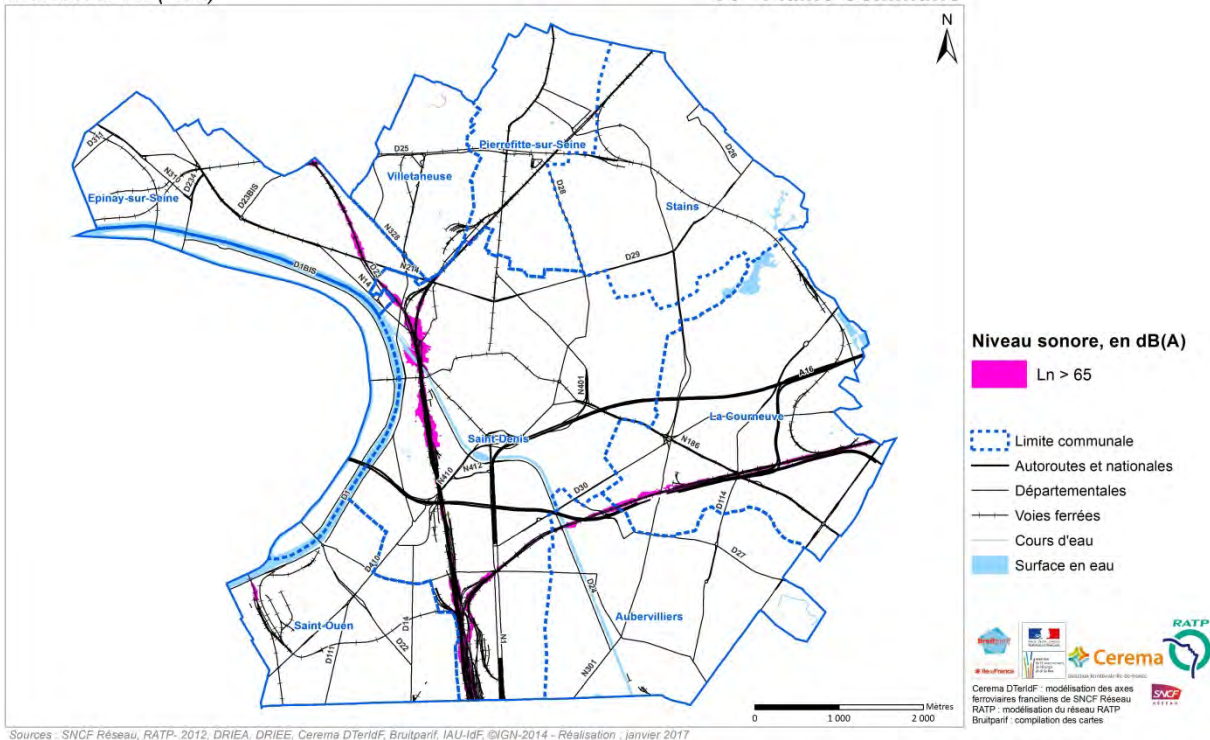 N
D311
N310
D234
D23BIS
D25
Villetaneuse
Pierrefitte-sur-Seine
D28
D26
Epinay-sur-Seine
Stains
N328
D1BIS
N14
N214
D29
N401
A16
La Courneuve
Saint-Denis
N186
N410
N412
D30
D114
D1
DA10
D27
D24
Saint-Ouen
D14
D22
D111
N1
Aubervilliers
N301
Niveau sonore, en dB(A)
Ln > 65
Limite communale
Autoroutes et nationales
Départementales
Voies ferrées
Cours d'eau
Surface en eau
Mètres
0 1 000 2 000
Bruitparif
Cerema
RATP
SNCF
RÉSEAU
Cerema DTerIdF : modélisation des axes
ferroviaires franciliens de SNCF Réseau
RATP : modélisation du réseau RATP
Bruitparif : compilation des cartes
Sources : SNCF Réseau, RATP- 2012, DRIEA, DRIEE, Cerema DTerIdF, Bruitparif, IAU-IdF, ©IGN-2014 - Réalisation : janvier 2017